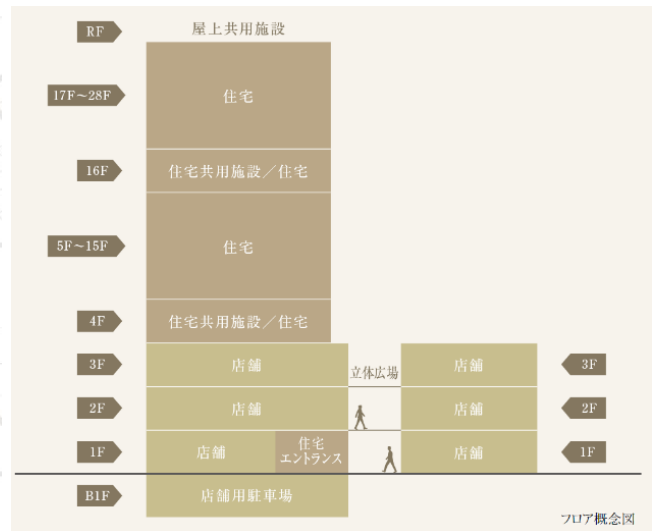 RF
屋上共用施設
17F～28F
住宅
16F
住宅共用施設／住宅
5F～15F
住宅
4F
住宅共用施設／住宅
3F
店舗
立体広場
店舗
3F
2F
店舗
店舗
2F
1F
店舗
住宅
エントランス
店舗
1F
B1F
店舗用駐車場
フロア概念図